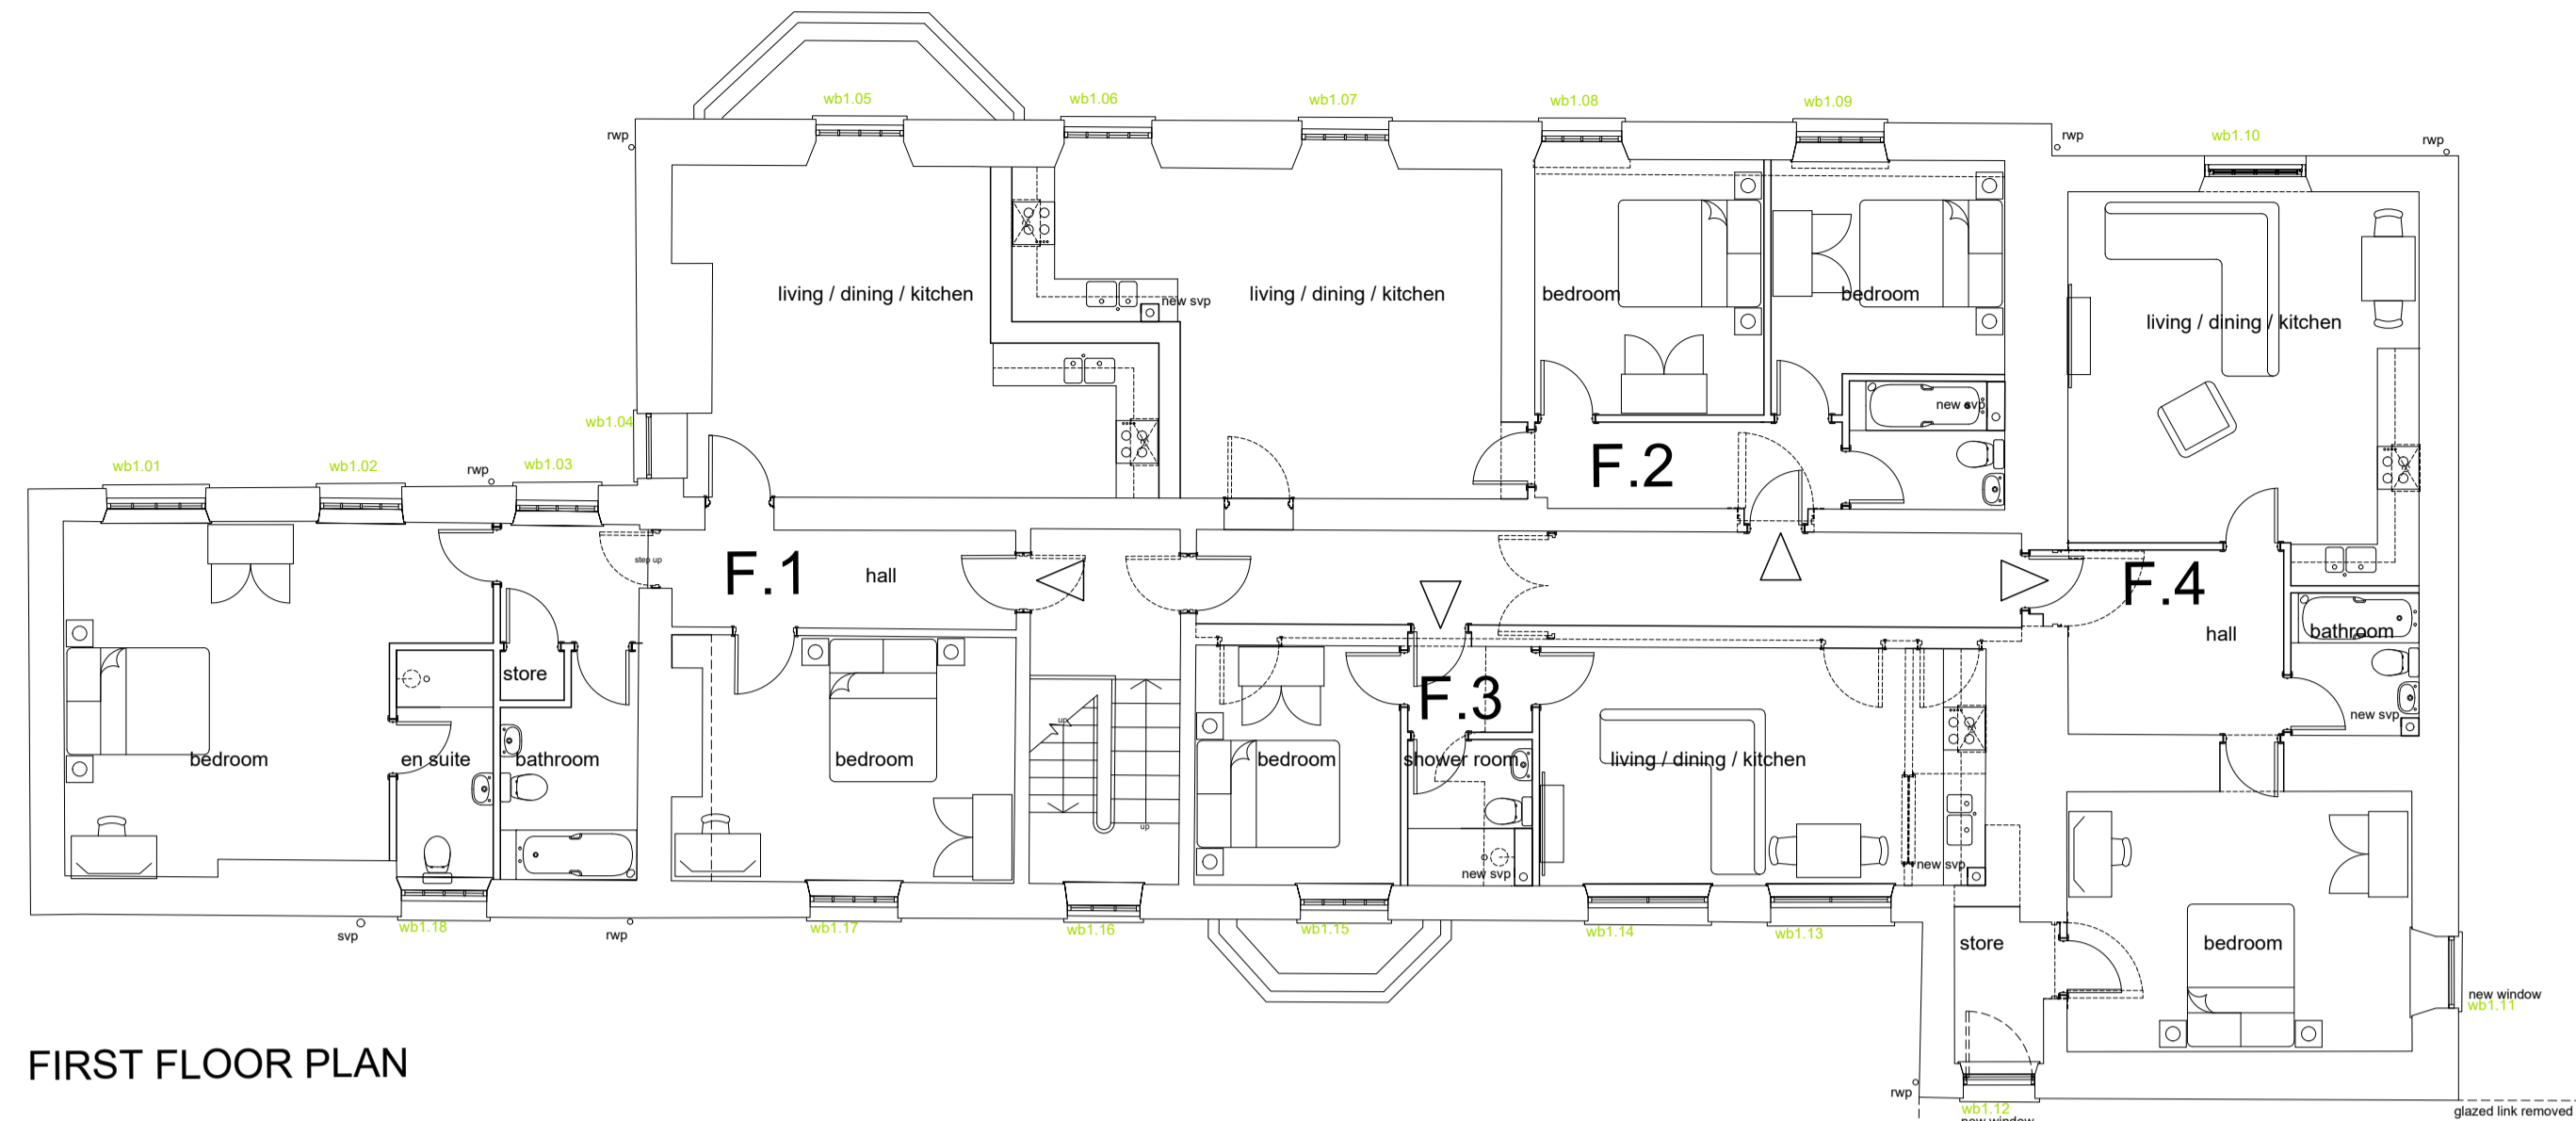 wb1.05
wb1.06
wb1.07
wb1.08
wb1.09
rwp
rwp
wb1.10
rwp
living / dining / kitchen
new svp
living / dining / kitchen
bedroom
bedroom
living / dining / kitchen
new svp
wb1.04
wb1.01
wb1.02
rwp
wb1.03
F.2
step up
F.1
hall
F.4
hall
bathroom
store
F.3
new svp
up
bedroom
en suite
bathroom
bedroom
bedroom
shower room
living / dining / kitchen
up
new svp
new svp
svp
wb1.18
rwp
wb1.17
wb1.16
wb1.15
wb1.14
wb1.13
store
bedroom
new window
wb1.11
FIRST FLOOR PLAN
rwp
wb1.12
new window
glazed link removed